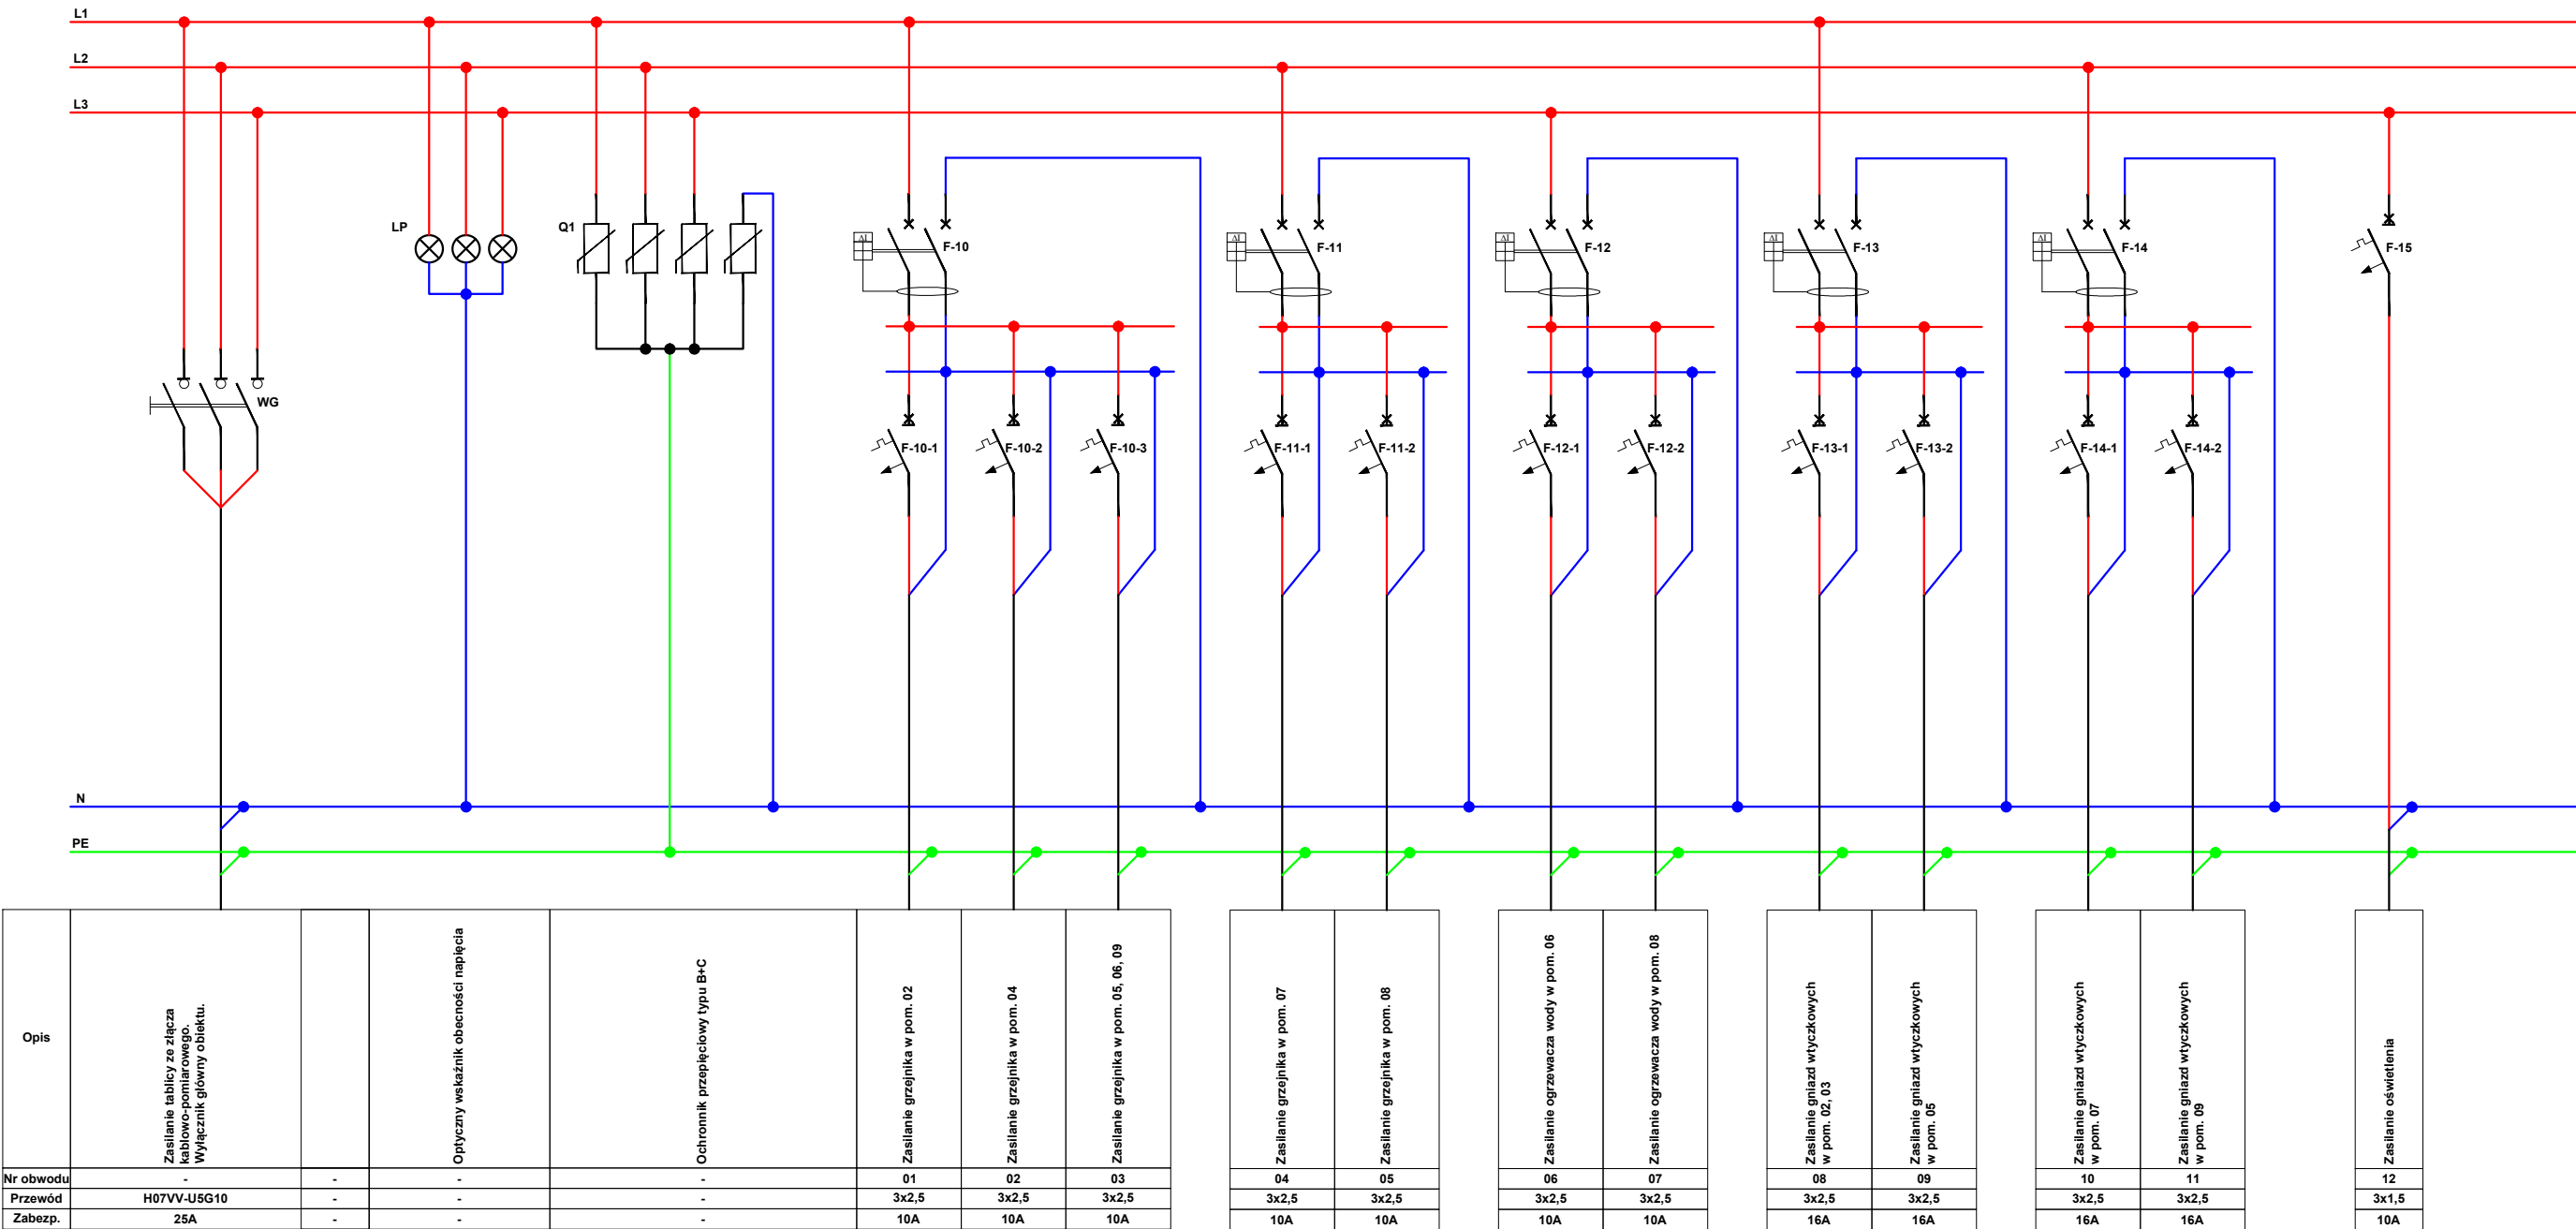 L1
L2
L3
LP
Q1
ΔI
F-10
ΔI
F-11
ΔI
F-12
ΔI
F-13
ΔI
F-14
F-15
WG
F-10-1
F-10-2
F-10-3
F-11-1
F-11-2
F-12-1
F-12-2
F-13-1
F-13-2
F-14-1
F-14-2
N
PE
Opis
Zasilanie tablicy ze złącza
kablowo-pomiarowego.
Wyłącznik główny obiektu.
Optyczny wskaźnik obecności napięcia
Ochronnik przepięciowy typu B+C
Zasilanie grzejnika w pom. 02
Zasilanie grzejnika w pom. 04
Zasilanie grzejnika w pom. 05, 06, 09
Zasilanie grzejnika w pom. 07
Zasilanie grzejnika w pom. 08
Zasilanie ogrzewacza wody w pom. 06
Zasilanie ogrzewacza wody w pom. 08
Zasilanie gniazd wtyczkowych
w pom. 02, 03
Zasilanie gniazd wtyczkowych
w pom. 05
Zasilanie gniazd wtyczkowych
w pom. 07
Zasilanie gniazd wtyczkowych
w pom. 09
Zasilanie oświetlenia
Nr obwodu - - - - 01 02 03 04 05 06 07 08 09 10 11 12
Przewód H07VV-U5G10 - - - 3x2,5 3x2,5 3x2,5 3x2,5 3x2,5 3x2,5 3x2,5 3x2,5 3x2,5 3x2,5 3x2,5 3x1,5
Zabezp. 25A - - - 10A 10A 10A 10A 10A 10A 10A 16A 16A 16A 16A 10A